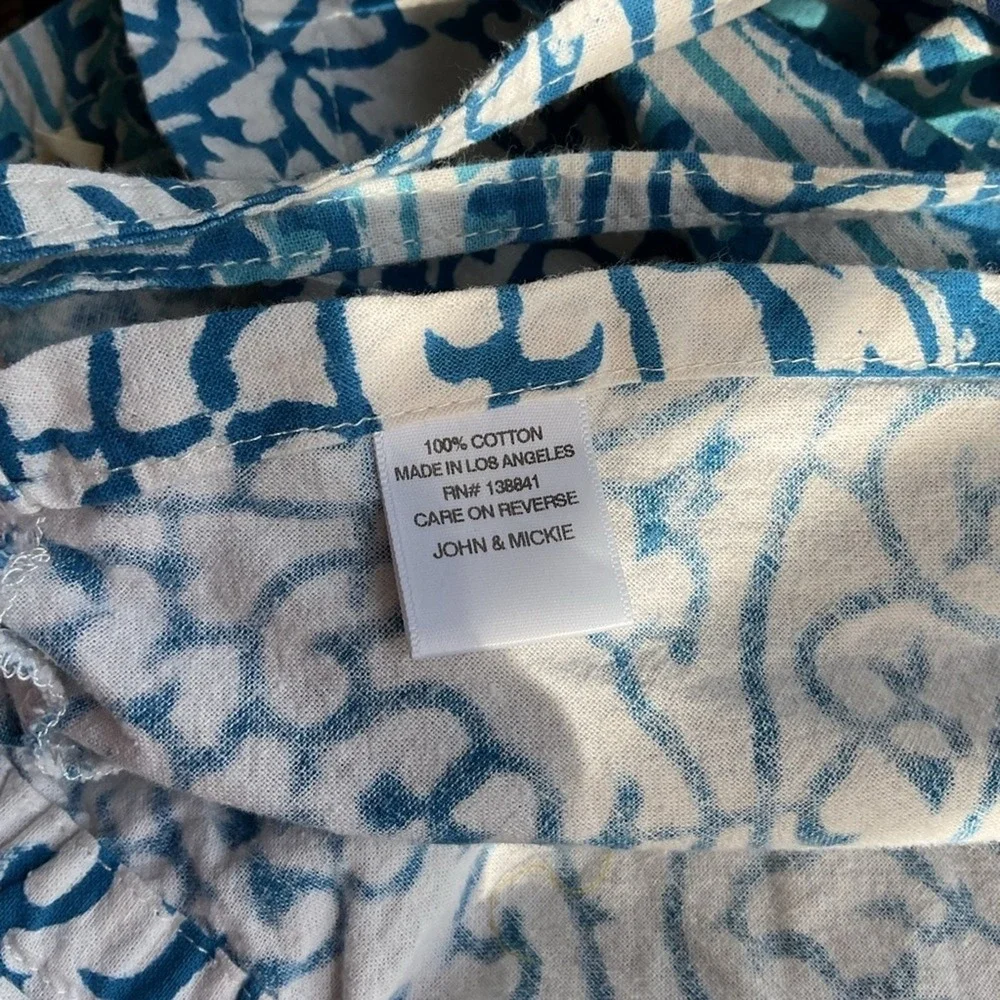 100% COTTON
MADE IN LOS ANGELES
RN# 138841
CARE ON REVERSE
JOHN & MICKIE